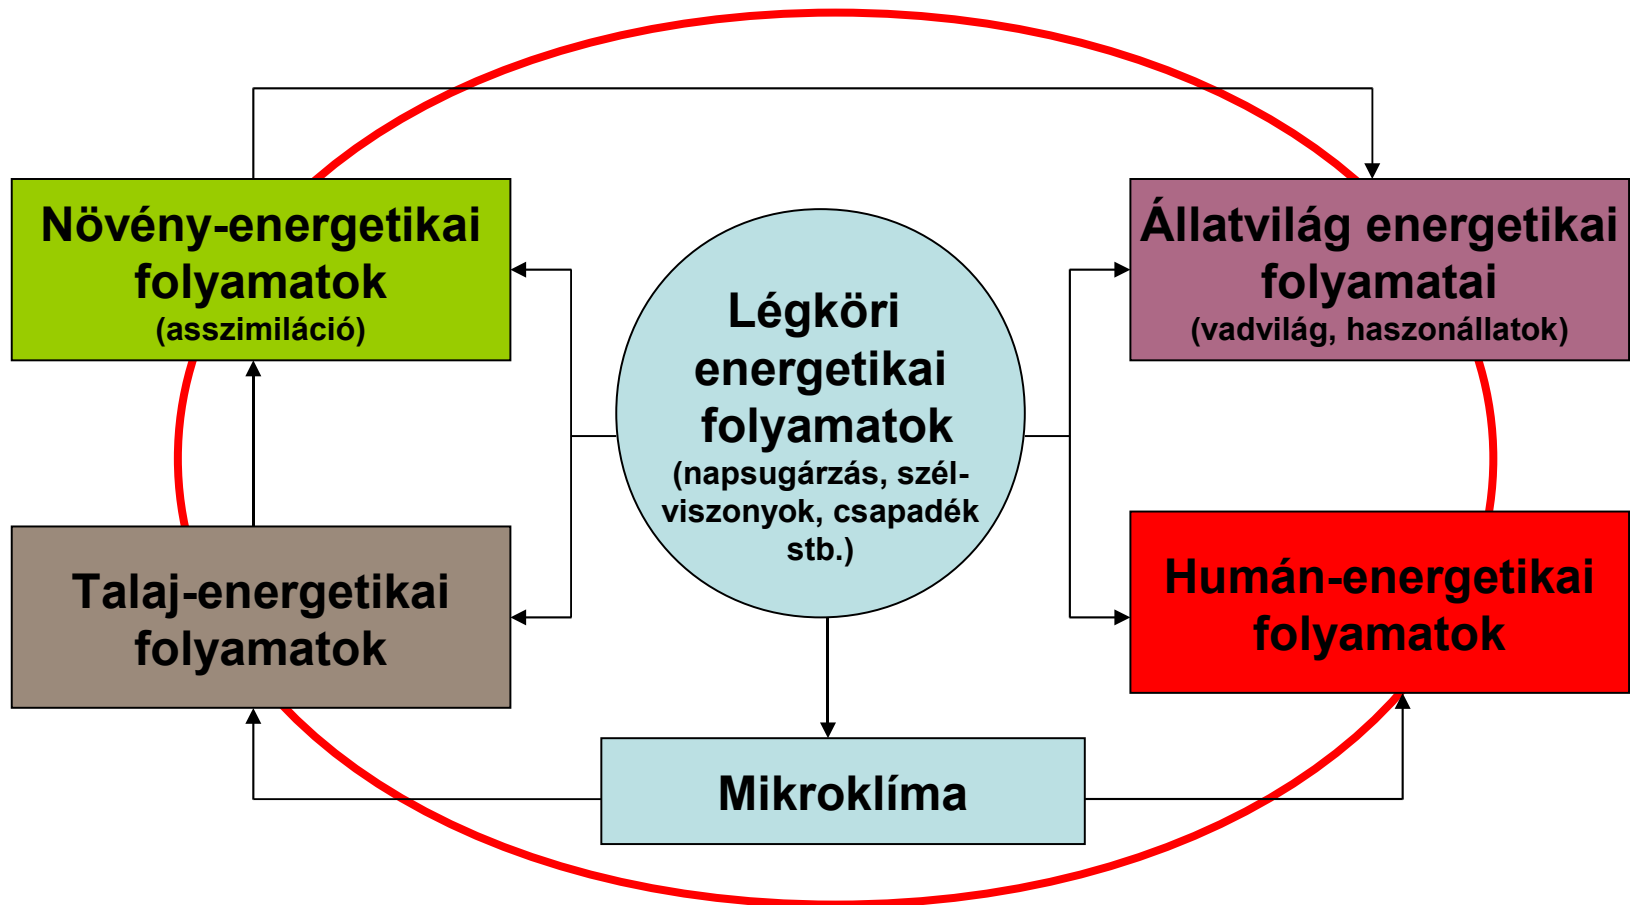 Növény-energetikai
folyamatok
(asszimiláció)
Légköri
energetikai
folyamatok
(napsugárzás, szél-
viszonyok, csapadék
stb.)
Állatvilág energetikai
folyamatai
(vadvilág, haszonállatok)
Talaj-energetikai
folyamatok
Humán-energetikai
folyamatok
Mikroklíma